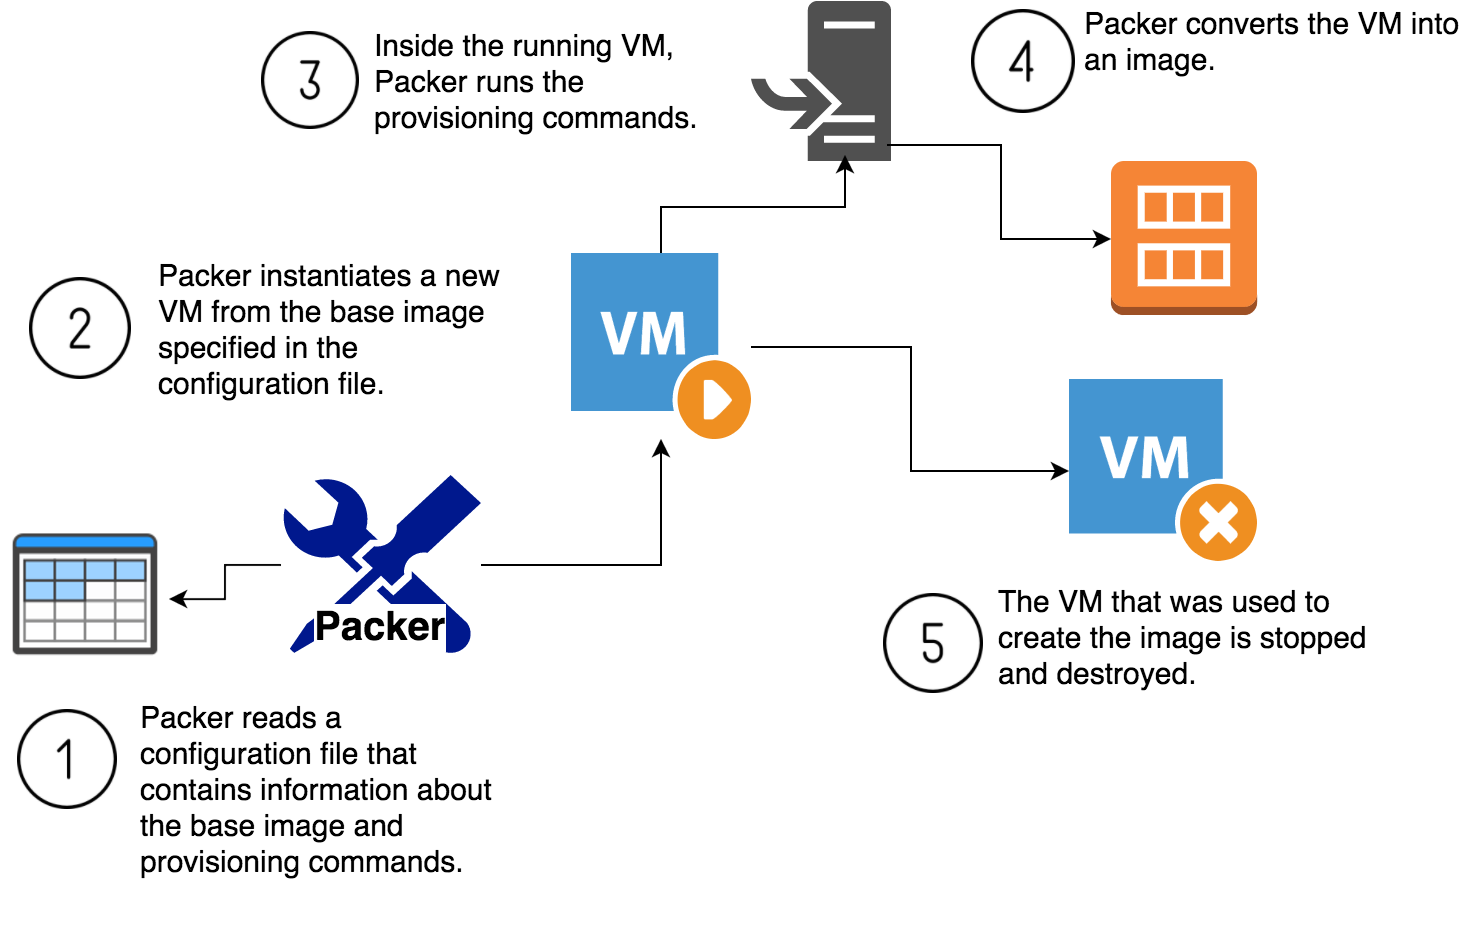 3
Inside the running VM,
Packer runs the
provisioning commands.
4
Packer converts the VM into
an image.
2
Packer instantiates a new
VM from the base image
specified in the
configuration file.
VM
VM
Packer
5
The VM that was used to
create the image is stopped
and destroyed.
1
Packer reads a
configuration file that
contains information about
the base image and
provisioning commands.